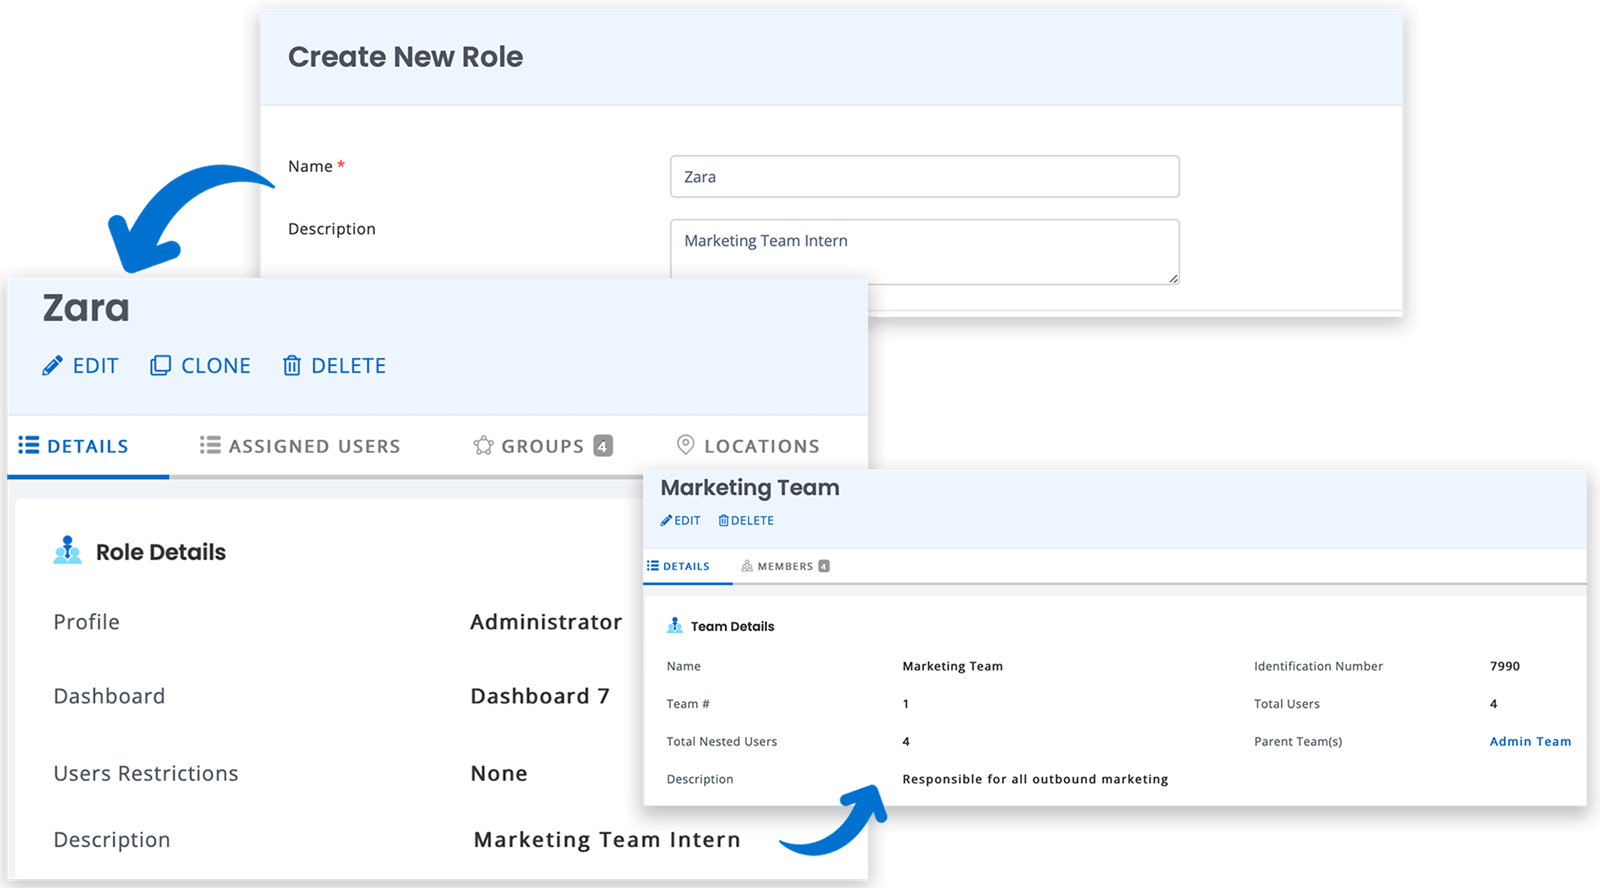 Create New Role
Name *
Zara
Description
Marketing Team Intern
Zara
EDIT CLONE DELETE
DETAILS ASSIGNED USERS GROUPS 4 LOCATIONS
Role Details
Profile Administrator
Dashboard Dashboard 7
Users Restrictions None
Description Marketing Team Intern
Marketing Team
EDIT DELETE
DETAILS MEMBERS 4
Team Details
Name Marketing Team Identification Number 7990
Team # 1 Total Users 4
Total Nested Users 4 Parent Team(s) Admin Team
Description Responsible for all outbound marketing